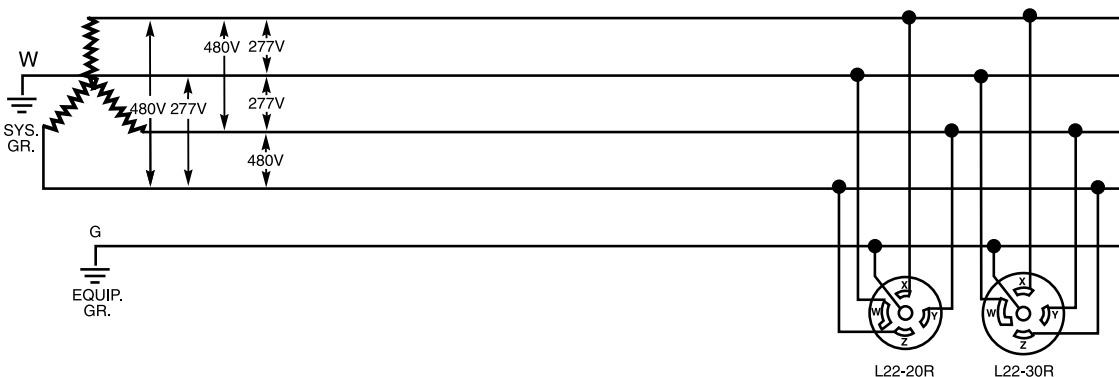 W
SYS.
GR.
480V 277V
480V
277V
277V
480V
G
EQUIP.
GR.
X
W
Y
Z
L22-20R
X
W
Y
Z
L22-30R